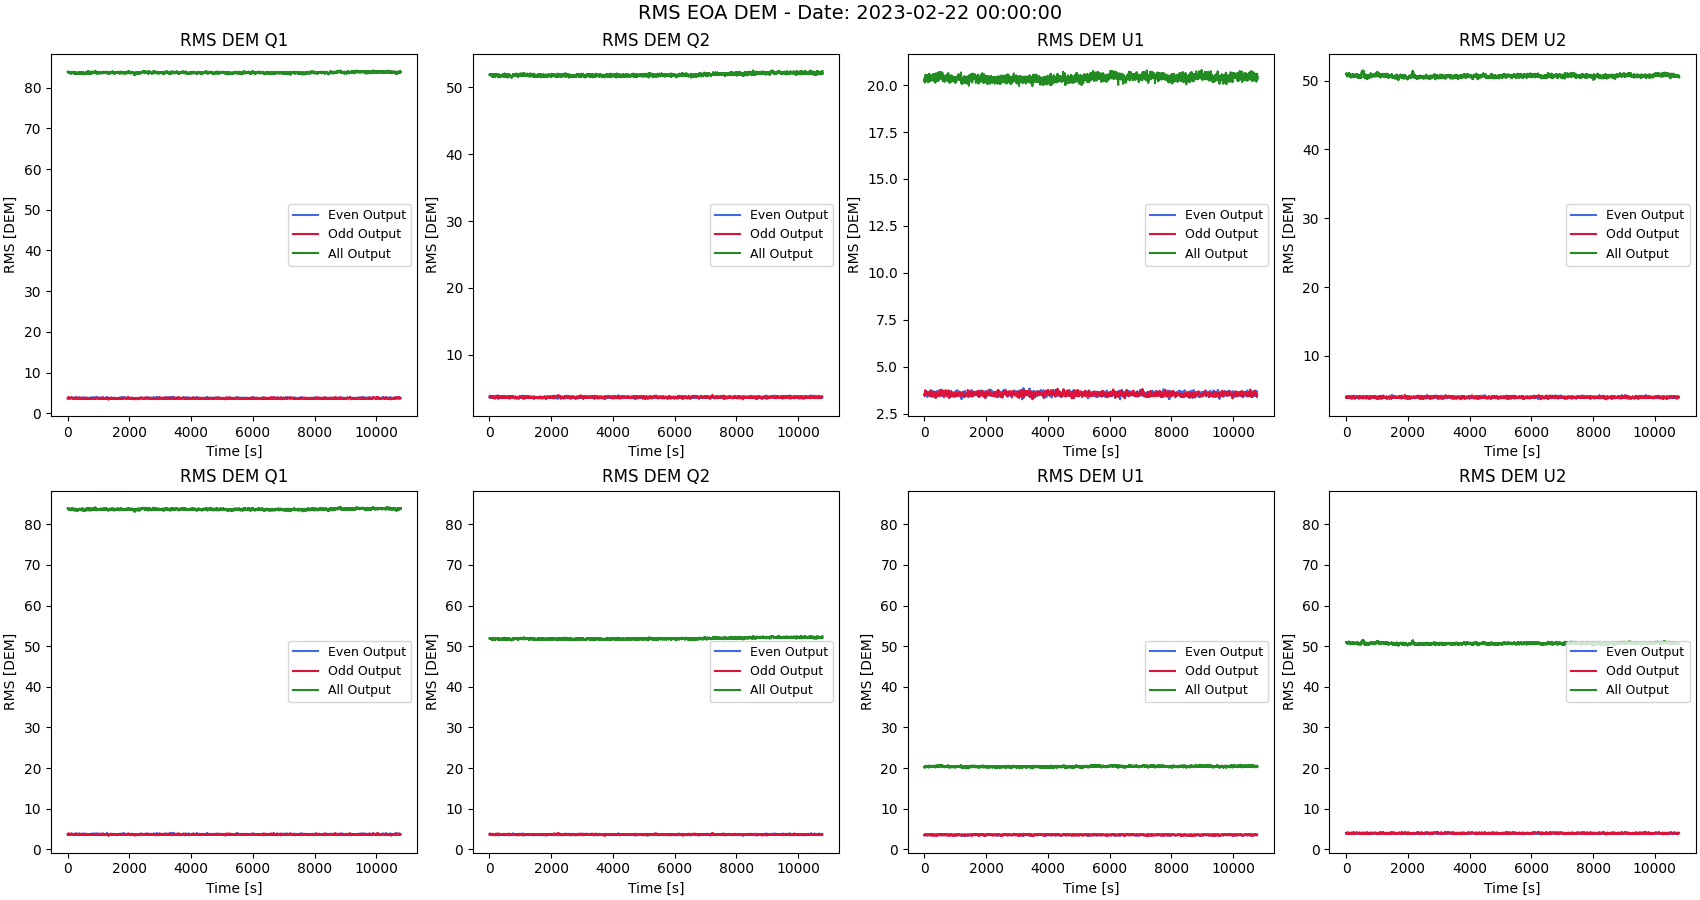 RMS EOA DEM - Date: 2023-02-22 00:00:00
RMS DEM Q1
RMS [DEM]
80
70
60
50
40
30
20
10
0
Even Output
Odd Output
All Output
0 2000 4000 6000 8000 10000
Time [s]
RMS DEM Q2
RMS [DEM]
50
40
30
20
10
Even Output
Odd Output
All Output
0 2000 4000 6000 8000 10000
Time [s]
RMS DEM U1
RMS [DEM]
20.0
17.5
15.0
12.5
10.0
7.5
5.0
2.5
Even Output
Odd Output
All Output
0 2000 4000 6000 8000 10000
Time [s]
RMS DEM U2
RMS [DEM]
50
40
30
20
10
Even Output
Odd Output
All Output
0 2000 4000 6000 8000 10000
Time [s]
RMS DEM Q1
RMS [DEM]
80
70
60
50
40
30
20
10
0
Even Output
Odd Output
All Output
0 2000 4000 6000 8000 10000
Time [s]
RMS DEM Q2
RMS [DEM]
80
70
60
50
40
30
20
10
0
Even Output
Odd Output
All Output
0 2000 4000 6000 8000 10000
Time [s]
RMS DEM U1
RMS [DEM]
80
70
60
50
40
30
20
10
0
Even Output
Odd Output
All Output
0 2000 4000 6000 8000 10000
Time [s]
RMS DEM U2
RMS [DEM]
80
70
60
50
40
30
20
10
0
Even Output
Odd Output
All Output
0 2000 4000 6000 8000 10000
Time [s]